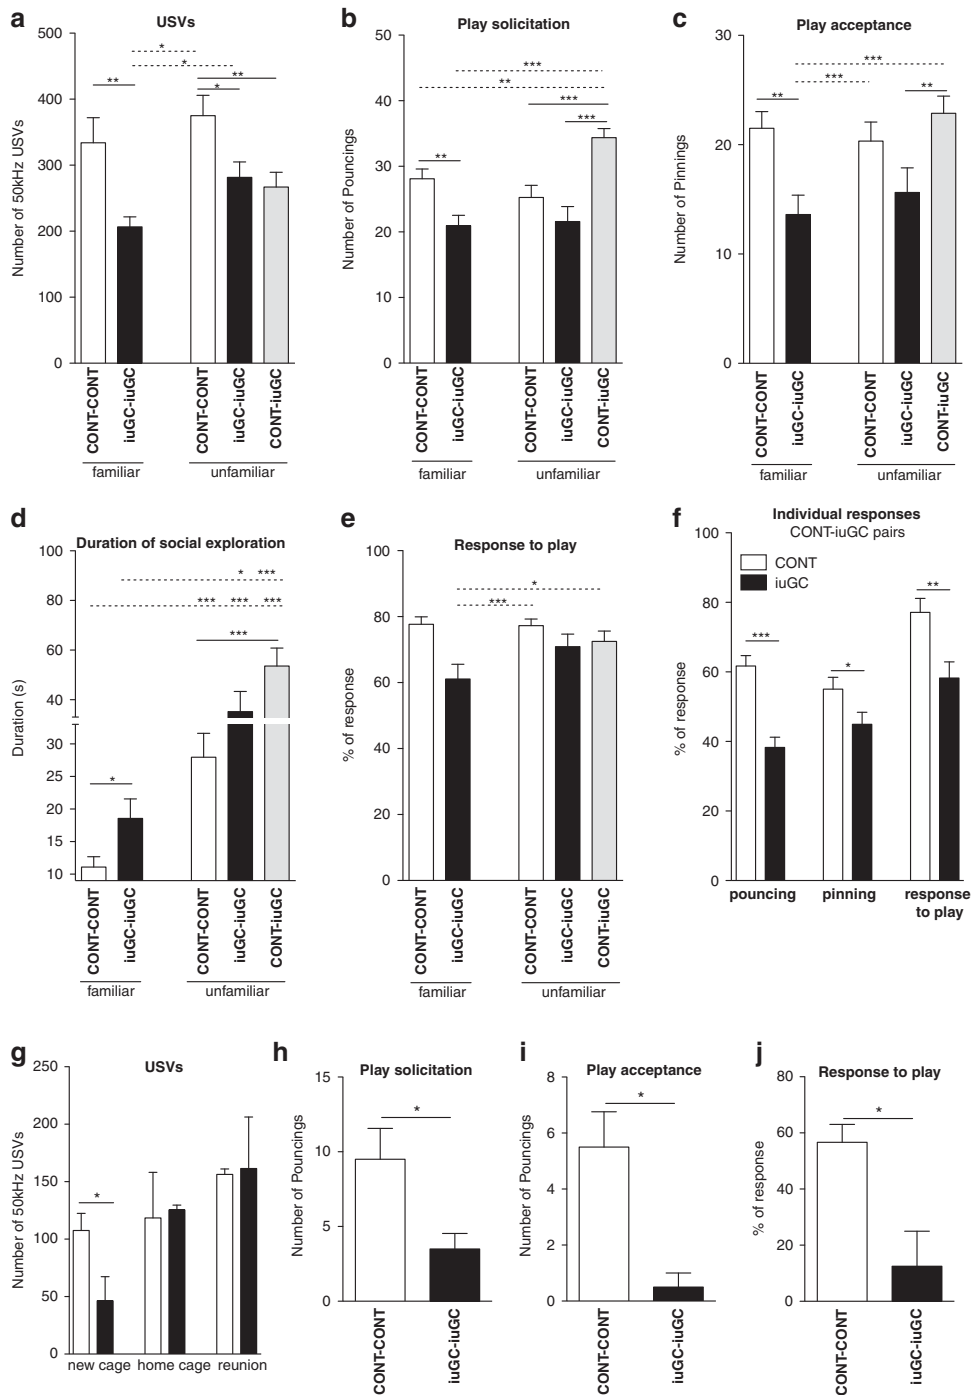 a
USVs
Number of 50kHz USVs
500
400
300
200
100
0
*
*
**
**
*
CONT-CONT
iuGC-iuGC
CONT-CONT
iuGC-iuGC
CONT-iuGC
familiar
unfamiliar
b
Play solicitation
Number of Pouncings
50
40
30
20
10
0
***
**
***
***
**
CONT-CONT
iuGC-iuGC
CONT-CONT
iuGC-iuGC
CONT-iuGC
familiar
unfamiliar
c
Play acceptance
Number of Pinnings
30
20
10
0
***
***
**
**
CONT-CONT
iuGC-iuGC
CONT-CONT
iuGC-iuGC
CONT-iuGC
familiar
unfamiliar
d
Duration of social exploration
Duration (s)
100
80
60
40
30
25
20
15
10
* ***
*** *** ***
***
*
CONT-CONT
iuGC-iuGC
CONT-CONT
iuGC-iuGC
CONT-iuGC
familiar
unfamiliar
e
Response to play
% of response
100
80
60
40
20
0
*
***
CONT-CONT
iuGC-iuGC
CONT-CONT
iuGC-iuGC
CONT-iuGC
familiar
unfamiliar
f
Individual responses
CONT-iuGC pairs
CONT
iuGC
% of response
100
80
60
40
20
0
***
*
**
pouncing
pinning
response
to play
g
USVs
Number of 50kHz USVs
250
200
150
100
50
0
*
new cage home cage reunion
h
Play solicitation
Number of Pouncings
15
10
5
0
*
CONT-CONT
iuGC-iuGC
i
Play acceptance
Number of Pouncings
8
6
4
2
0
*
CONT-CONT
iuGC-iuGC
j
Response to play
% of response
80
60
40
20
0
*
CONT-CONT
iuGC-iuGC